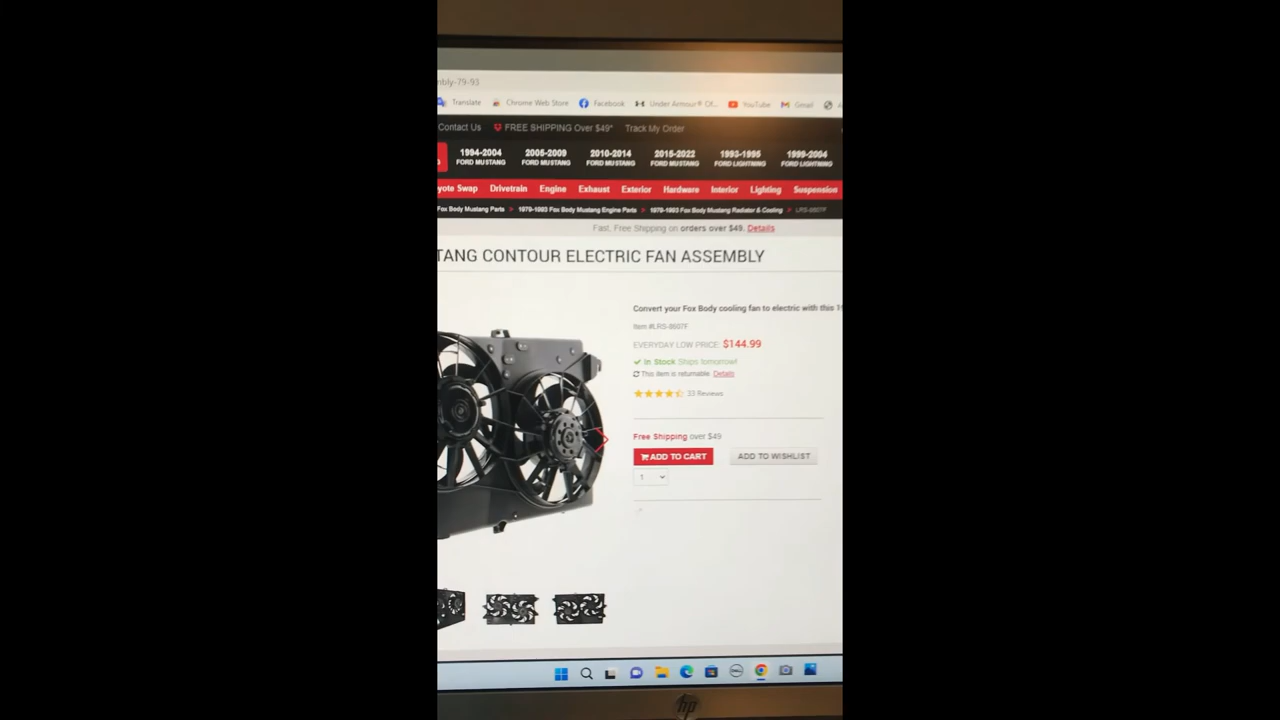 nbly-79-93
Translate Chrome Web Store Facebook Under Armour® Of... YouTube Gmail
Contact Us FREE SHIPPING Over $49* Track My Order
1994-2004 2005-2009 2010-2014 2015-2022 1993-1995 1999-2004
FORD MUSTANG FORD MUSTANG FORD MUSTANG FORD MUSTANG FORD LIGHTNING FORD LIGHTNING
yote Swap Drivetrain Engine Exhaust Exterior Hardware Interior Lighting Suspension
Fox Body Mustang Parts > 1979-1993 Fox Body Mustang Engine Parts > 1979-1993 Fox Body Mustang Radiator & Cooling > LRS-8607F
Fast, Free Shipping on orders over $49. Details
TANG CONTOUR ELECTRIC FAN ASSEMBLY
Convert your Fox Body cooling fan to electric with this 19
Item #LRS-8607F
EVERYDAY LOW PRICE: $144.99
In Stock Ships tomorrow!
This item is returnable. Details
33 Reviews
Free Shipping over $49
ADD TO CART ADD TO WISHLIST
1
DELL
hp